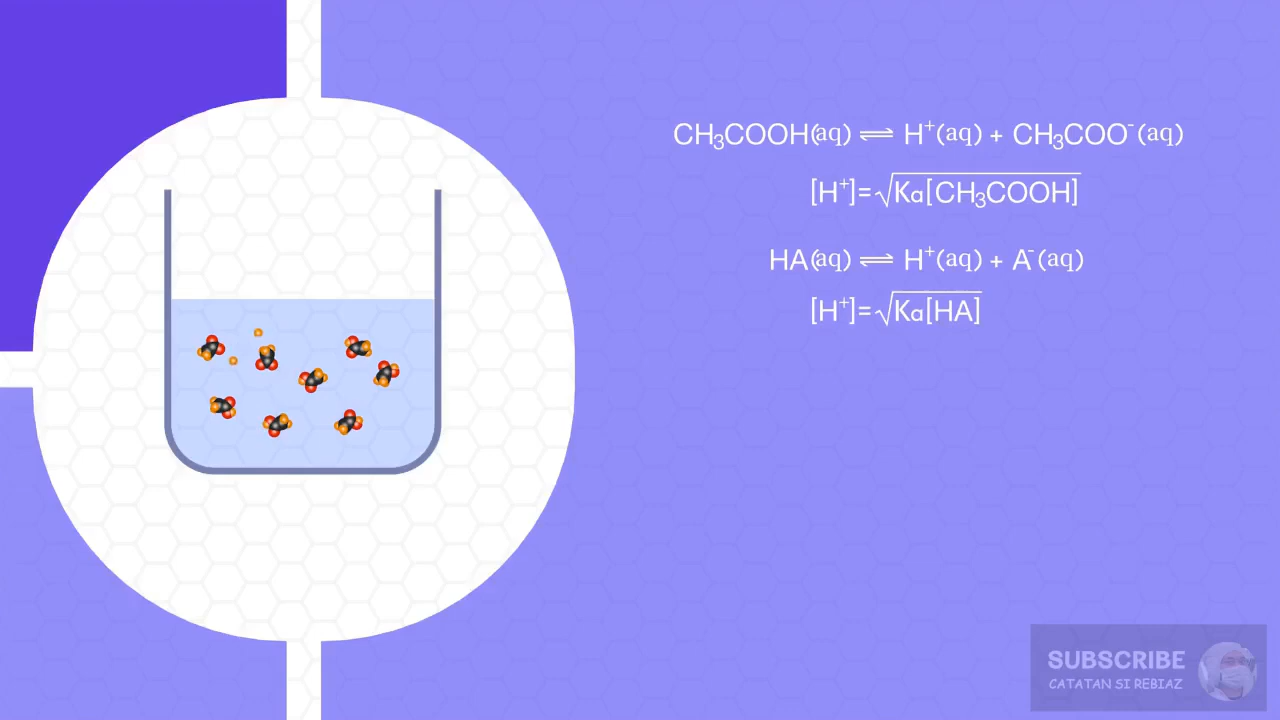 CH₃COOH(aq) ⇌ H⁺(aq) + CH₃COO⁻(aq)
[H⁺]=√Ka[CH₃COOH]
HA(aq) ⇌ H⁺(aq) + A⁻(aq)
[H⁺]=√Ka[HA]
SUBSCRIBE
CATATAN SI REBIAZ